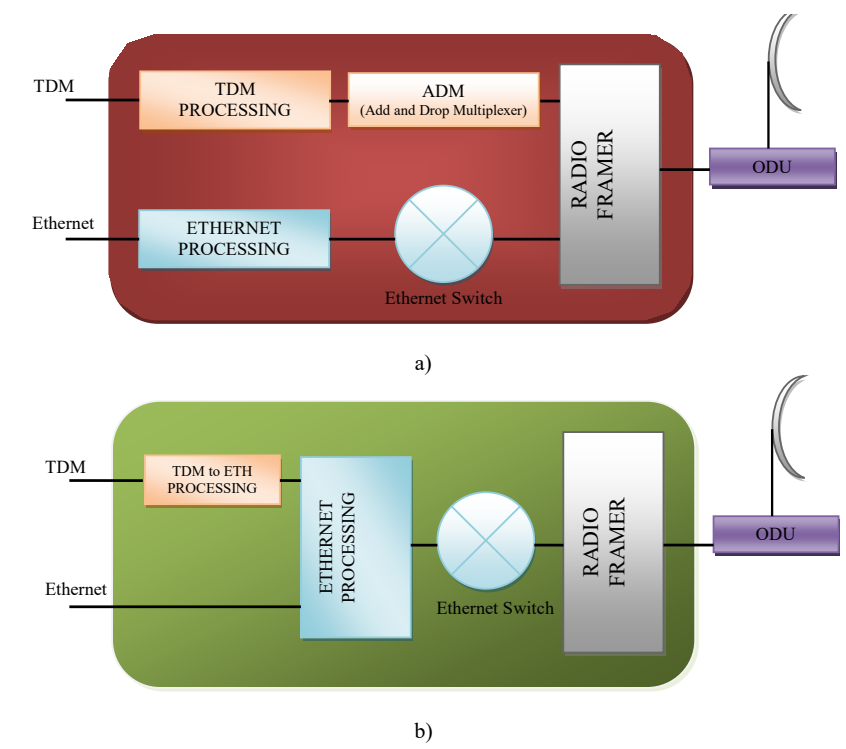 TDM
TDM
PROCESSING
ADM
(Add and Drop Multiplexer)
RADIO
FRAMER
ODU
Ethernet
ETHERNET
PROCESSING
Ethernet Switch
a)
TDM
TDM to ETH
PROCESSING
ETHERNET
PROCESSING
RADIO
FRAMER
ODU
Ethernet
Ethernet Switch
b)